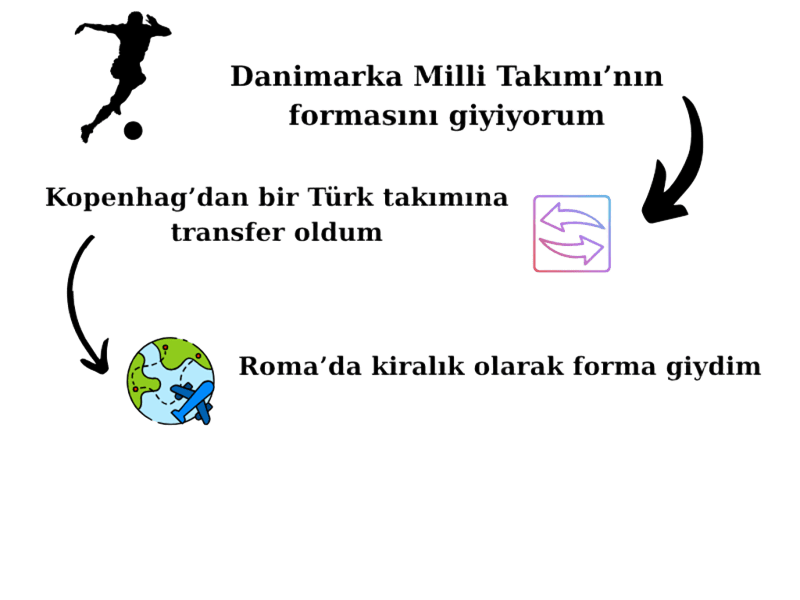 Danimarka Milli Takımı’nın
formasını giyiyorum
Kopenhag’dan bir Türk takımına
transfer oldum
Roma’da kiralık olarak forma giydim